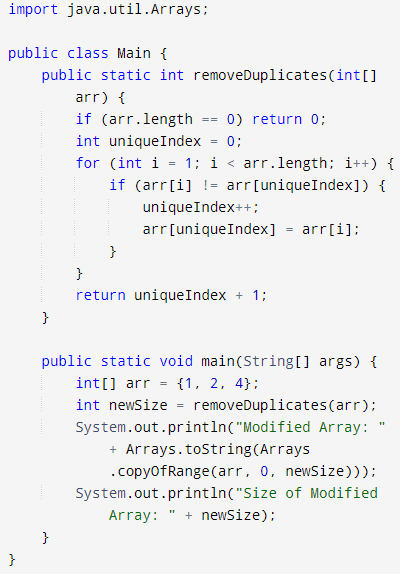 import java.util.Arrays;

public class Main {
    public static int removeDuplicates(int[]
        arr) {
        if (arr.length == 0) return 0;
        int uniqueIndex = 0;
        for (int i = 1; i < arr.length; i++) {
            if (arr[i] != arr[uniqueIndex]) {
                uniqueIndex++;
                arr[uniqueIndex] = arr[i];
            }
        }
        return uniqueIndex + 1;
    }

    public static void main(String[] args) {
        int[] arr = {1, 2, 4};
        int newSize = removeDuplicates(arr);
        System.out.println("Modified Array: "
            + Arrays.toString(Arrays
            .copyOfRange(arr, 0, newSize)));
        System.out.println("Size of Modified
            Array: " + newSize);
    }
}